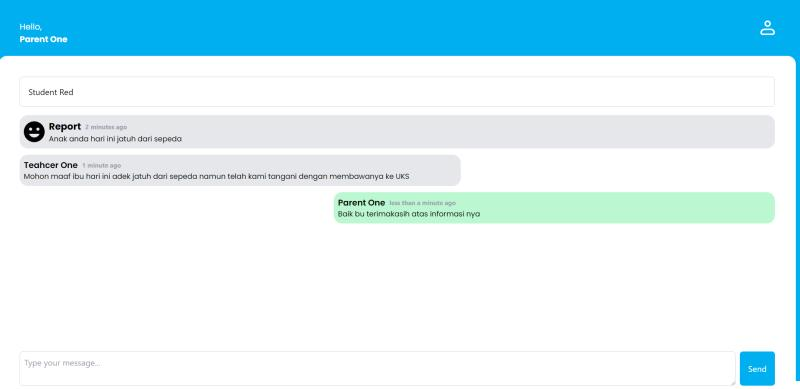 Hello,
Parent One
Student Red
Report 2 minutes ago
Anak anda hari ini jatuh dari sepeda
Teahcer One 1 minute ago
Mohon maaf ibu hari ini adek jatuh dari sepeda namun telah kami tangani dengan membawanya ke UKS
Parent One less than a minute ago
Baik bu terimakasih atas informasi nya
Type your message...
Send